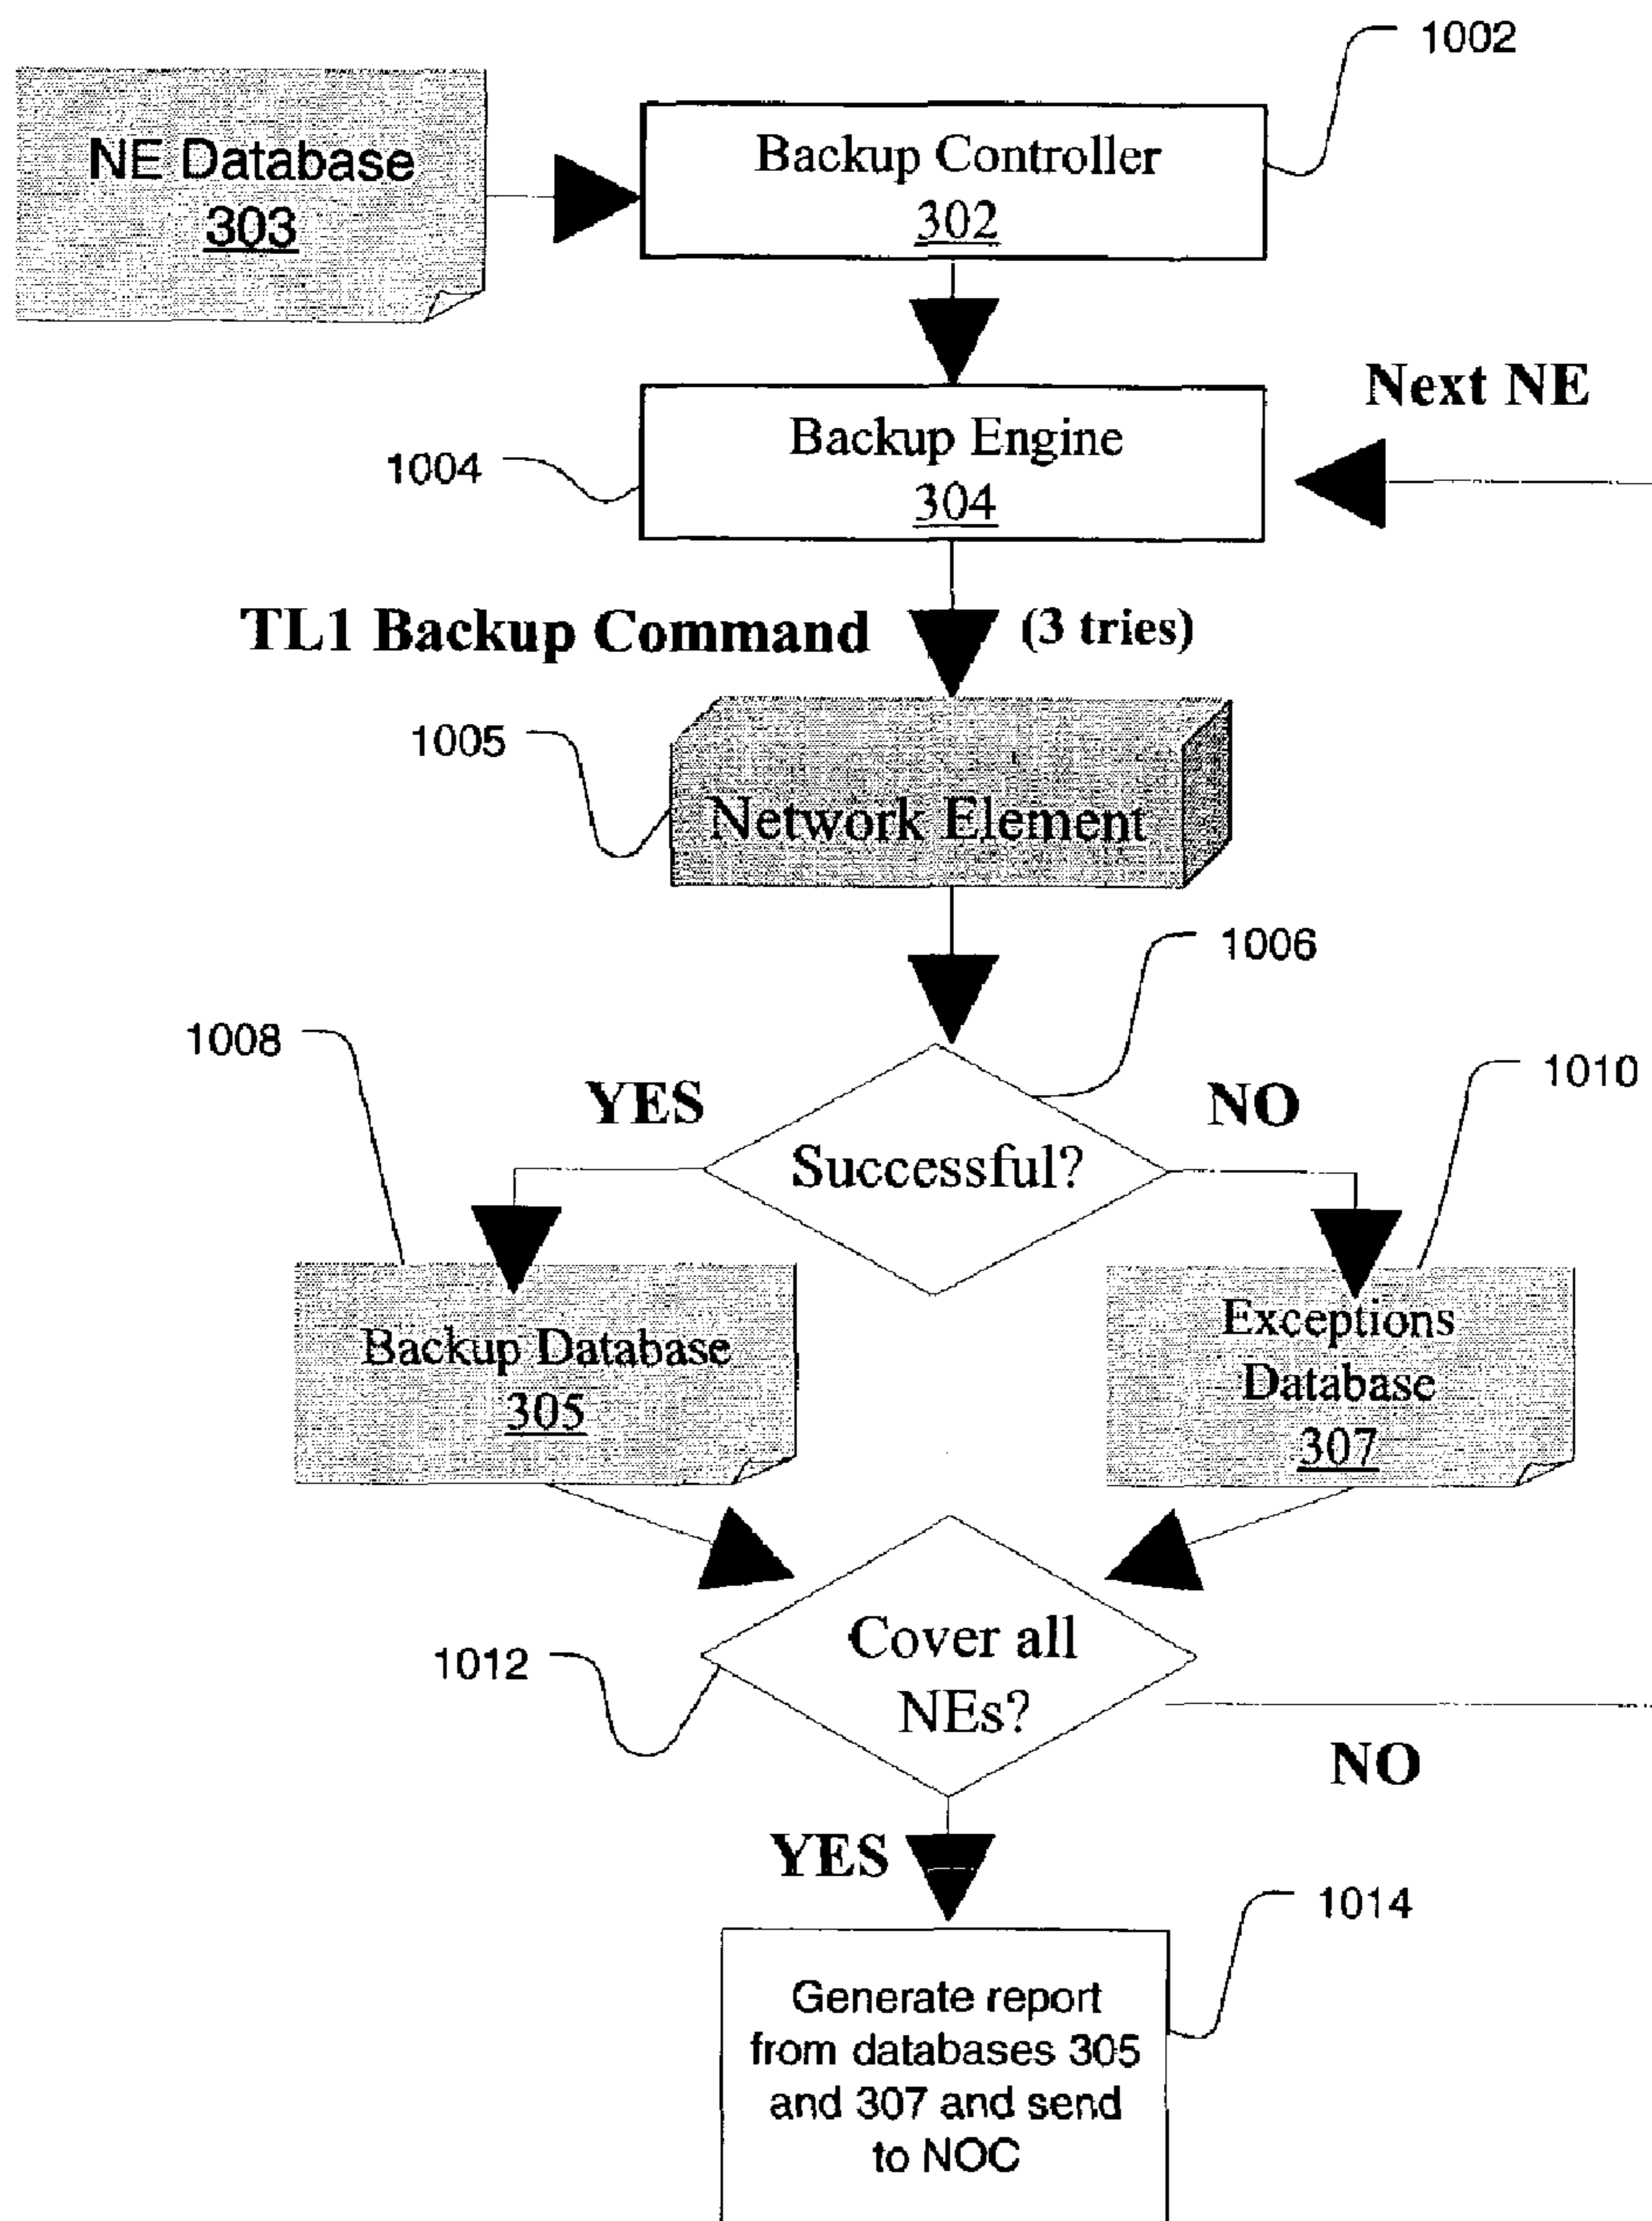 1002
NE Database
303
Backup Controller
302
Next NE
Backup Engine
304
1004
TL1 Backup Command
(3 tries)
1005
Network Element
1006
1008
YES
NO
1010
Successful?
Backup Database
305
Exceptions
Database
307
Cover all
NEs?
1012
NO
YES
1014
Generate report
from databases 305
and 307 and send
to NOC